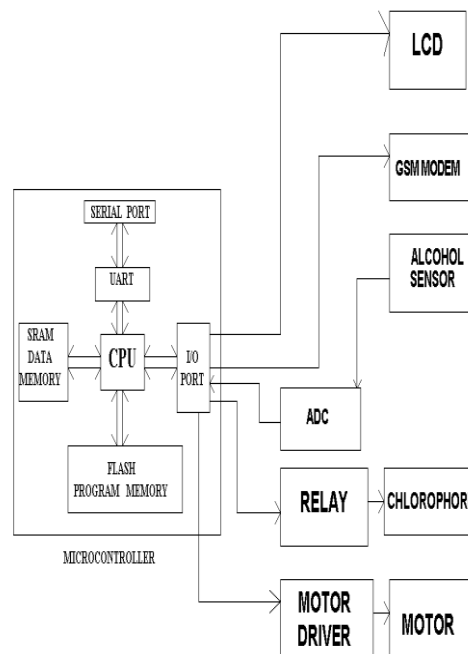 LCD
GSM MODEM
ALCOHOL
SENSOR
SERIAL PORT
UART
SRAM
DATA
MEMORY
CPU
I/O
PORT
ADC
FLASH
PROGRAM MEMORY
RELAY
CHLOROPHOR
MICROCONTROLLER
MOTOR
DRIVER
MOTOR